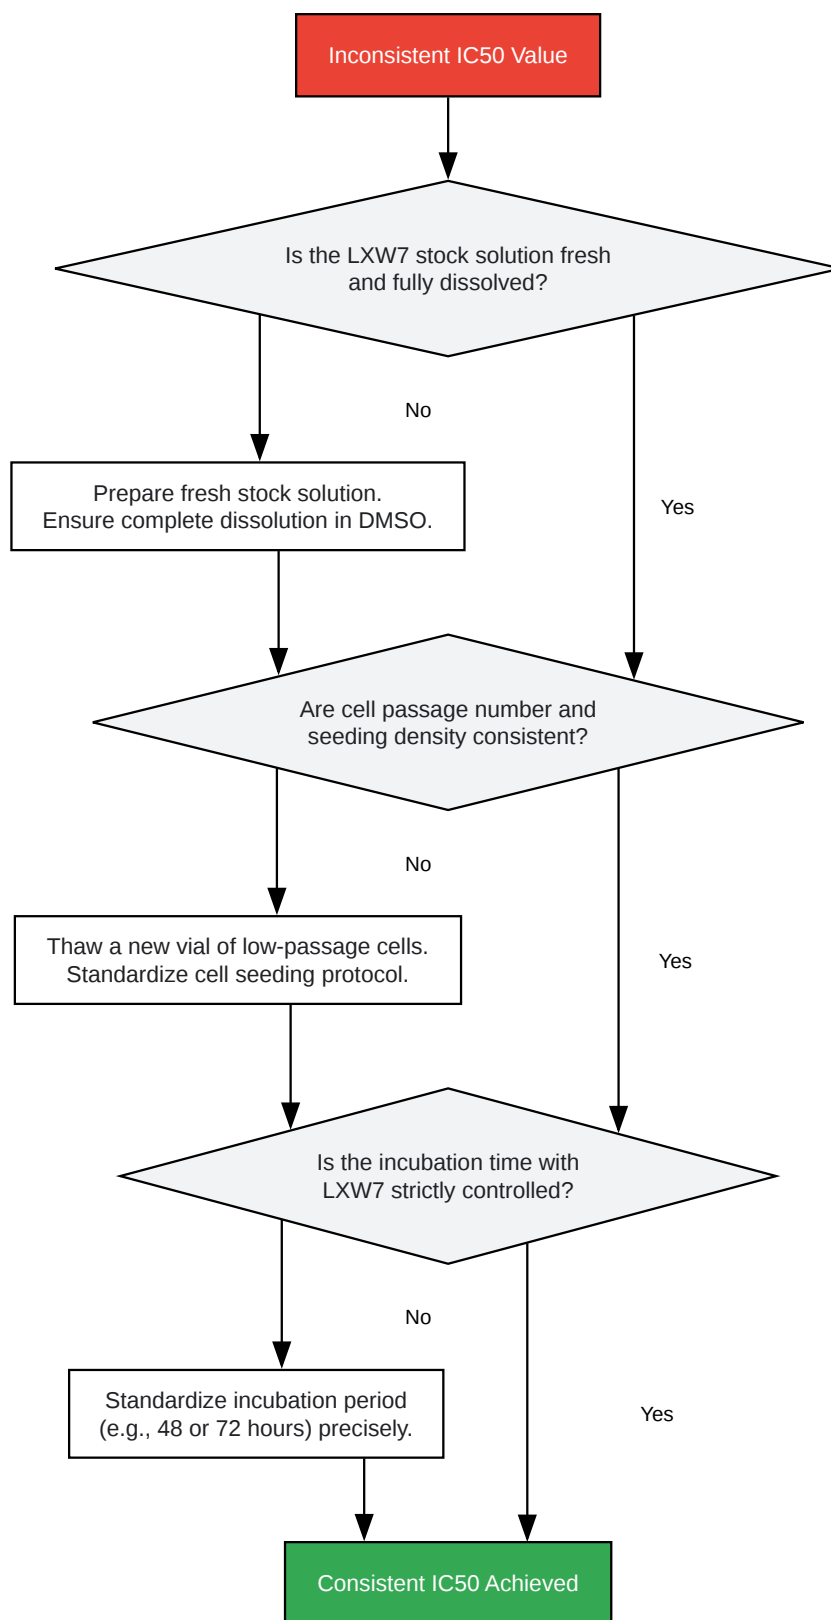 Inconsistent IC50 Value
Is the LXW7 stock solution fresh
and fully dissolved?
No
Prepare fresh stock solution.
Ensure complete dissolution in DMSO.
Yes
Are cell passage number and
seeding density consistent?
No
Thaw a new vial of low-passage cells.
Standardize cell seeding protocol.
Yes
Is the incubation time with
LXW7 strictly controlled?
No
Standardize incubation period
(e.g., 48 or 72 hours) precisely.
Yes
Consistent IC50 Achieved